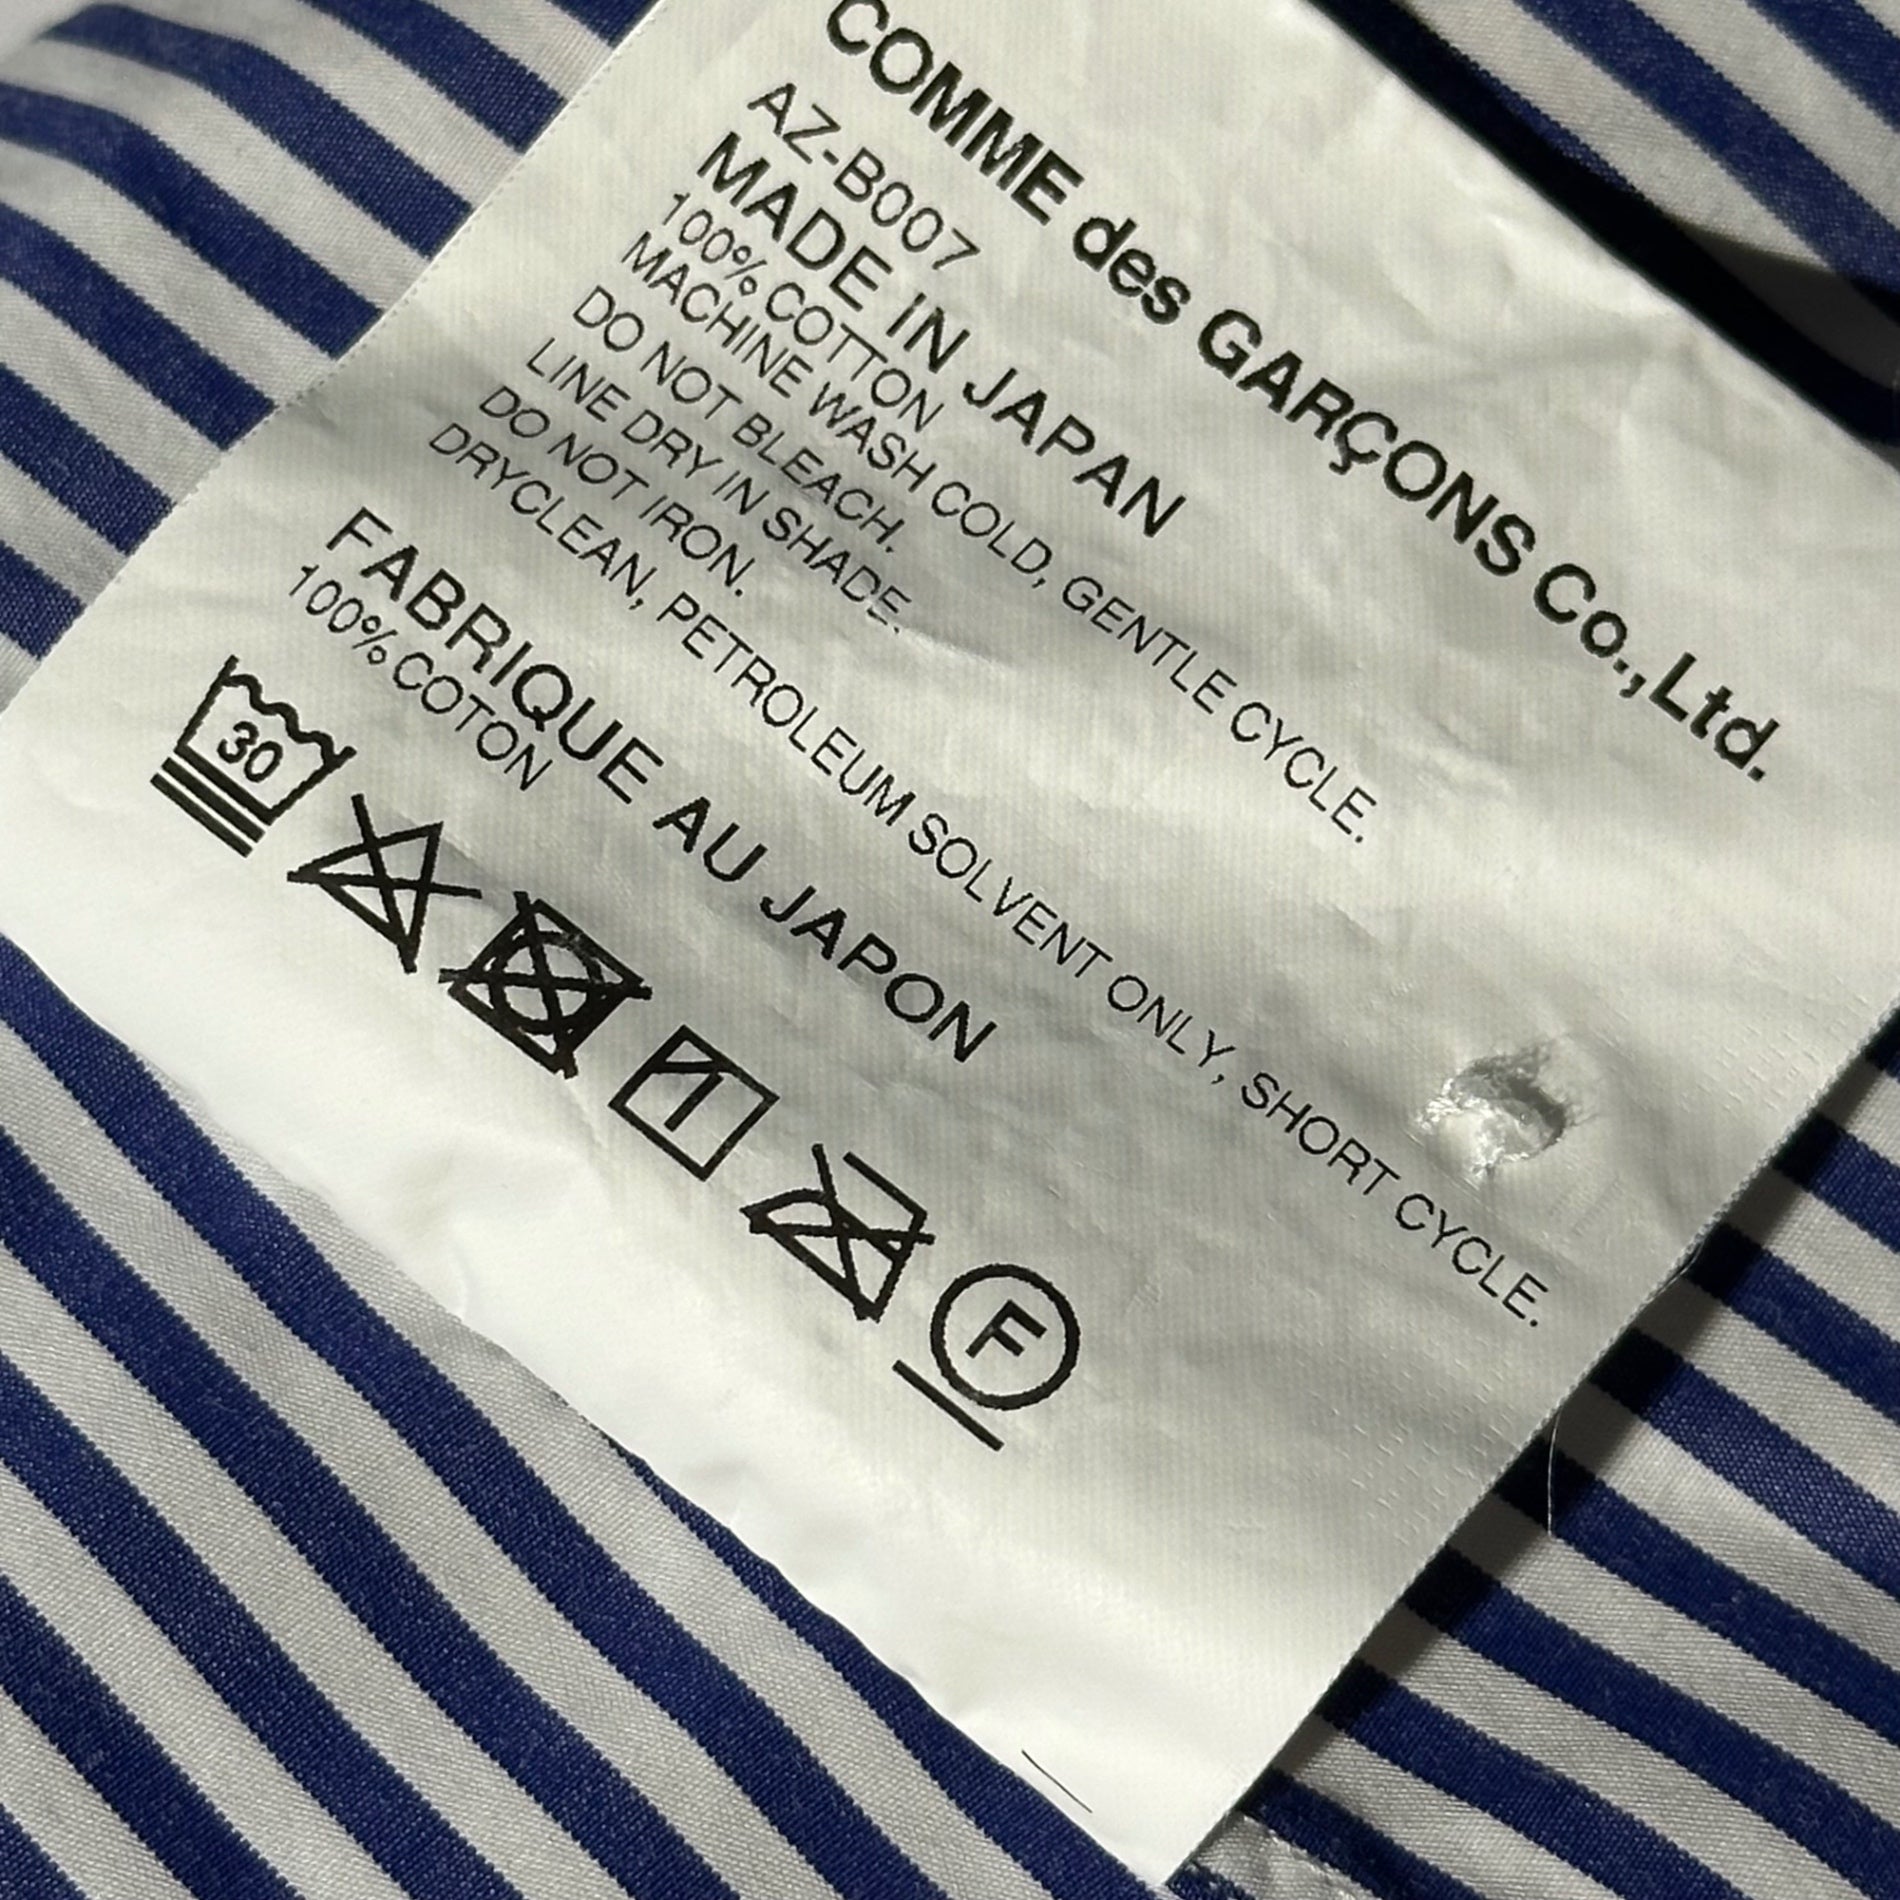 COMME des GARÇONS Co., Ltd.
AZ-B007
MADE IN JAPAN
100% COTTON
MACHINE WASH COLD, GENTLE CYCLE.
DO NOT BLEACH.
LINE DRY IN SHADE.
DO NOT IRON.
DRYCLEAN, PETROLEUM SOLVENT ONLY, SHORT CYCLE.
FABRIQUE AU JAPON
100% COTON
30
F